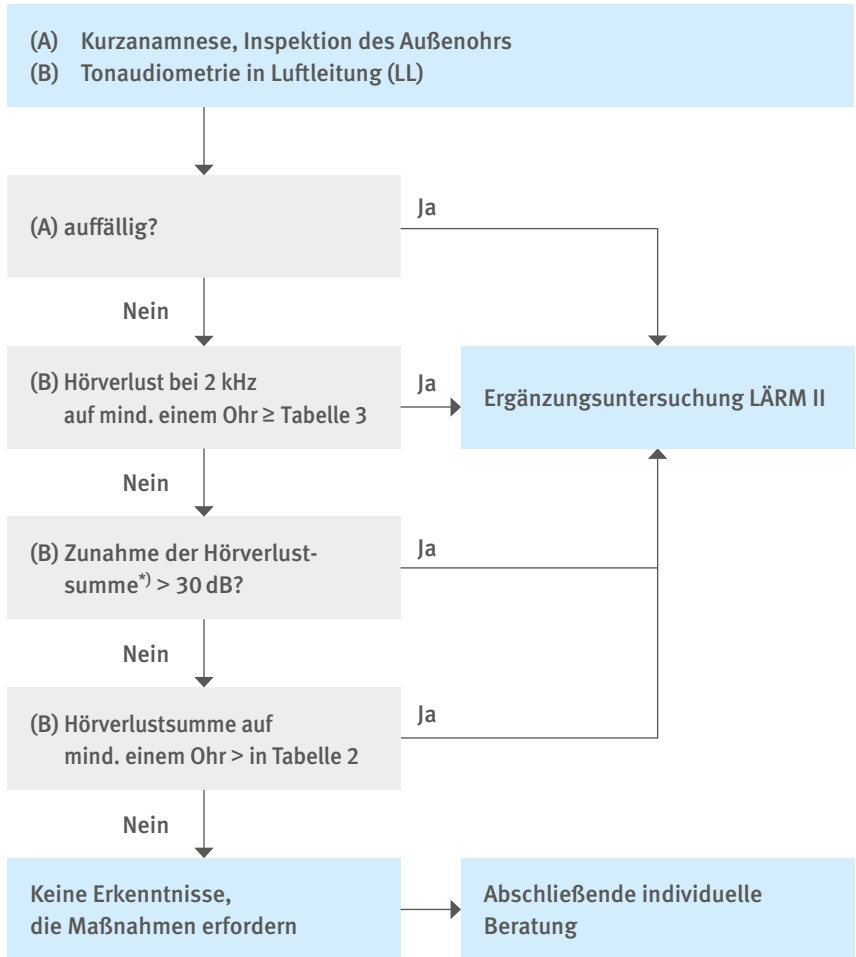 (A) Kurzanamnese, Inspektion des Außenohrs
(B) Tonaudiometrie in Luftleitung (LL)
(A) auffällig?
Ja
Nein
(B) Hörverlust bei 2 kHz
auf mind. einem Ohr ≥ Tabelle 3
Ja
Ergänzungsuntersuchung LÄRM II
Nein
(B) Zunahme der Hörverlust-
summe*) > 30 dB?
Ja
Nein
(B) Hörverlustsumme auf
mind. einem Ohr > in Tabelle 2
Ja
Nein
Keine Erkenntnisse,
die Maßnahmen erfordern
Abschließende individuelle
Beratung